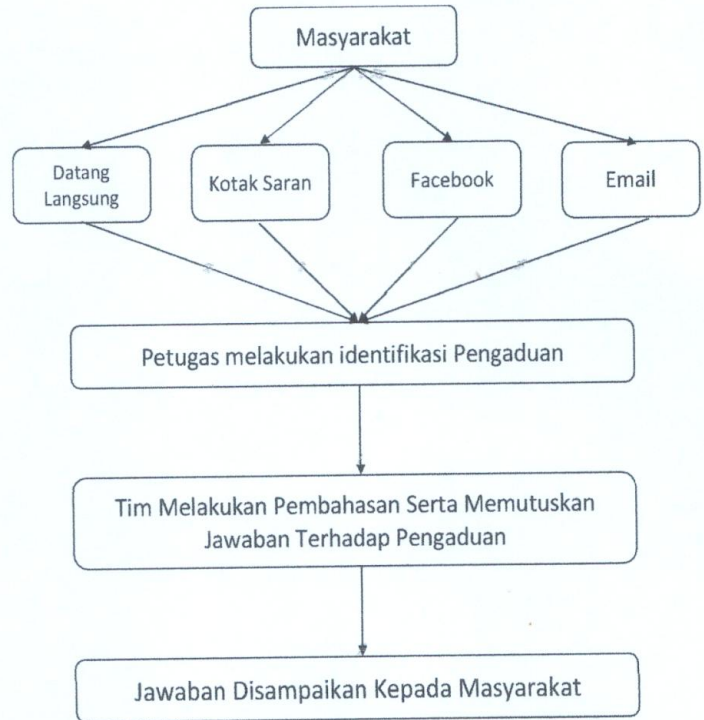 Masyarakat
Datang
Langsung
Kotak Saran
Facebook
Email
Petugas melakukan identifikasi Pengaduan
Tim Melakukan Pembahasan Serta Memutuskan
Jawaban Terhadap Pengaduan
Jawaban Disampaikan Kepada Masyarakat